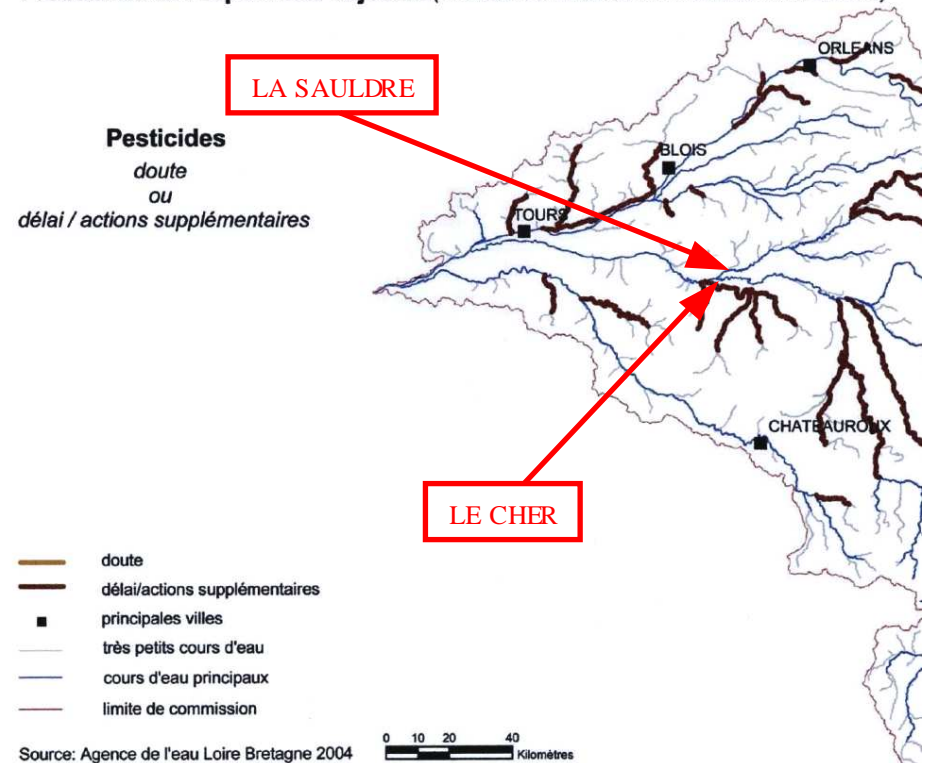 LA SAULDRE
ORLEANS
Pesticides
doute
ou
délai / actions supplémentaires
BLOIS
TOURS
CHATEAUROUX
LE CHER
doute
délai/actions supplémentaires
principales villes
très petits cours d'eau
cours d'eau principaux
limite de commission
0 10 20 40
Kilomètres
Source: Agence de l'eau Loire Bretagne 2004